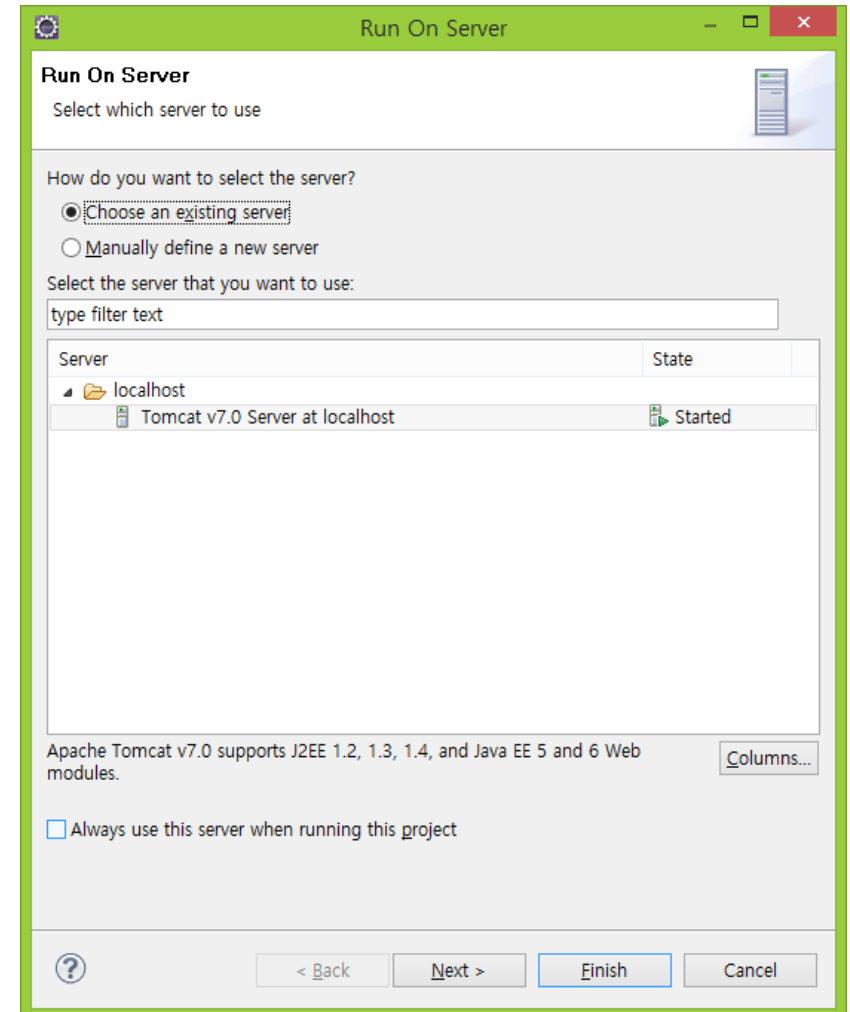 Run On Server
Run On Server
Select which server to use
How do you want to select the server?
Choose an existing server
Manually define a new server
Select the server that you want to use:
type filter text
Server State
localhost
Tomcat v7.0 Server at localhost Started
Apache Tomcat v7.0 supports J2EE 1.2, 1.3, 1.4, and Java EE 5 and 6 Web
modules.
Columns...
Always use this server when running this project
< Back Next > Finish Cancel